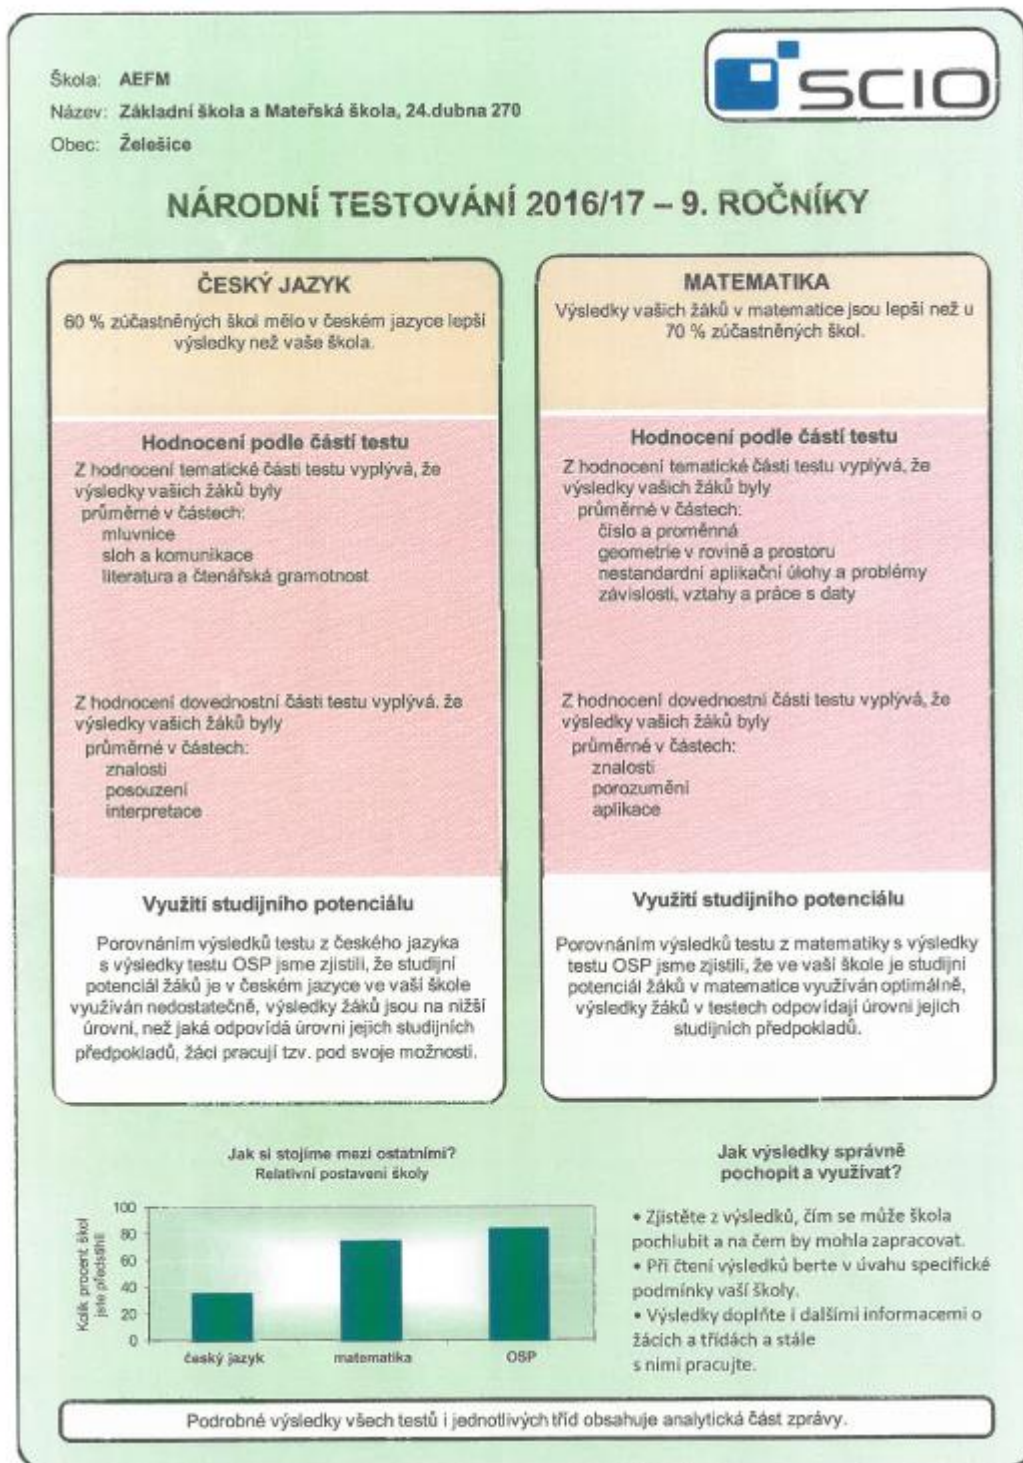 Škola: AEFM
Název: Základní škola a Mateřská škola, 24.dubna 270
Obec: Želešice
SCIO
NÁRODNÍ TESTOVÁNÍ 2016/17 – 9. ROČNÍKY
ČESKÝ JAZYK
60 % zúčastněných škol mělo v českém jazyce lepší
výsledky než vaše škola.
Hodnocení podle částí testu
Z hodnocení tematické části testu vyplývá, že
výsledky vašich žáků byly
průměrné v částech:
mluvnice
sloh a komunikace
literatura a čtenářská gramotnost
Z hodnocení dovednostní části testu vyplývá, že
výsledky vašich žáků byly
průměrné v částech:
znalosti
posouzení
interpretace
Využití studijního potenciálu
Porovnáním výsledků testu z českého jazyka
s výsledky testu OSP jsme zjistili, že studijní
potenciál žáků je v českém jazyce ve vaší škole
využíván nedostatečně, výsledky žáků jsou na nižší
úrovni, než jaká odpovídá úrovni jejich studijních
předpokladů, žáci pracují tzv. pod svoje možnosti.
MATEMATIKA
Výsledky vašich žáků v matematice jsou lepší než u
70 % zúčastněných škol.
Hodnocení podle částí testu
Z hodnocení tematické části testu vyplývá, že
výsledky vašich žáků byly
průměrné v částech:
číslo a proměnná
geometrie v rovině a prostoru
nestandardní aplikační úlohy a problémy
závislosti, vztahy a práce s daty
Z hodnocení dovednostní části testu vyplývá, že
výsledky vašich žáků byly
průměrné v částech:
znalosti
porozumění
aplikace
Využití studijního potenciálu
Porovnáním výsledků testu z matematiky s výsledky
testu OSP jsme zjistili, že ve vaší škole je studijní
potenciál žáků v matematice využíván optimálně,
výsledky žáků v testech odpovídají úrovni jejich
studijních předpokladů.
Jak si stojíme mezi ostatními?
Relativní postavení školy
Kolik procent škol
jste předstihli
100
80
60
40
20
0
český jazyk
matematika
OSP
Jak výsledky správně
pochopit a využívat?
• Zjistěte z výsledků, čím se může škola
pochlubit a na čem by mohla zapracovat.
• Při čtení výsledků berte v úvahu specifické
podmínky vaší školy.
• Výsledky doplňte i dalšími informacemi o
žácích a třídách a stále
s nimi pracujte.
Podrobné výsledky všech testů i jednotlivých tříd obsahuje analytická část zprávy.